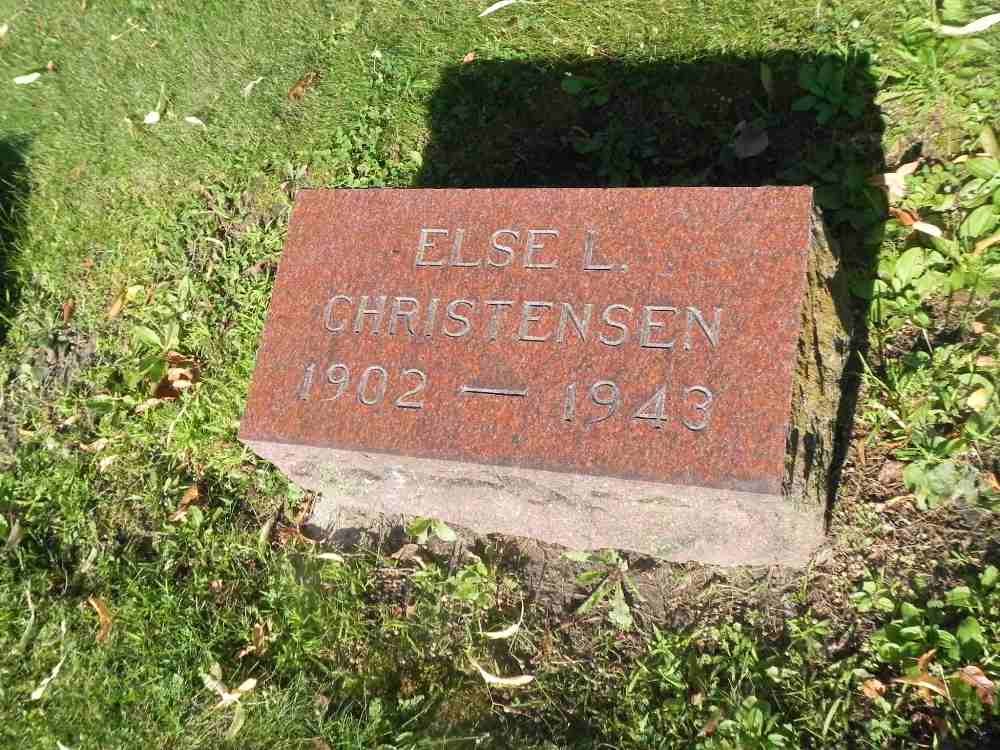 ELSE L.
CHRISTENSEN
1902 — 1943